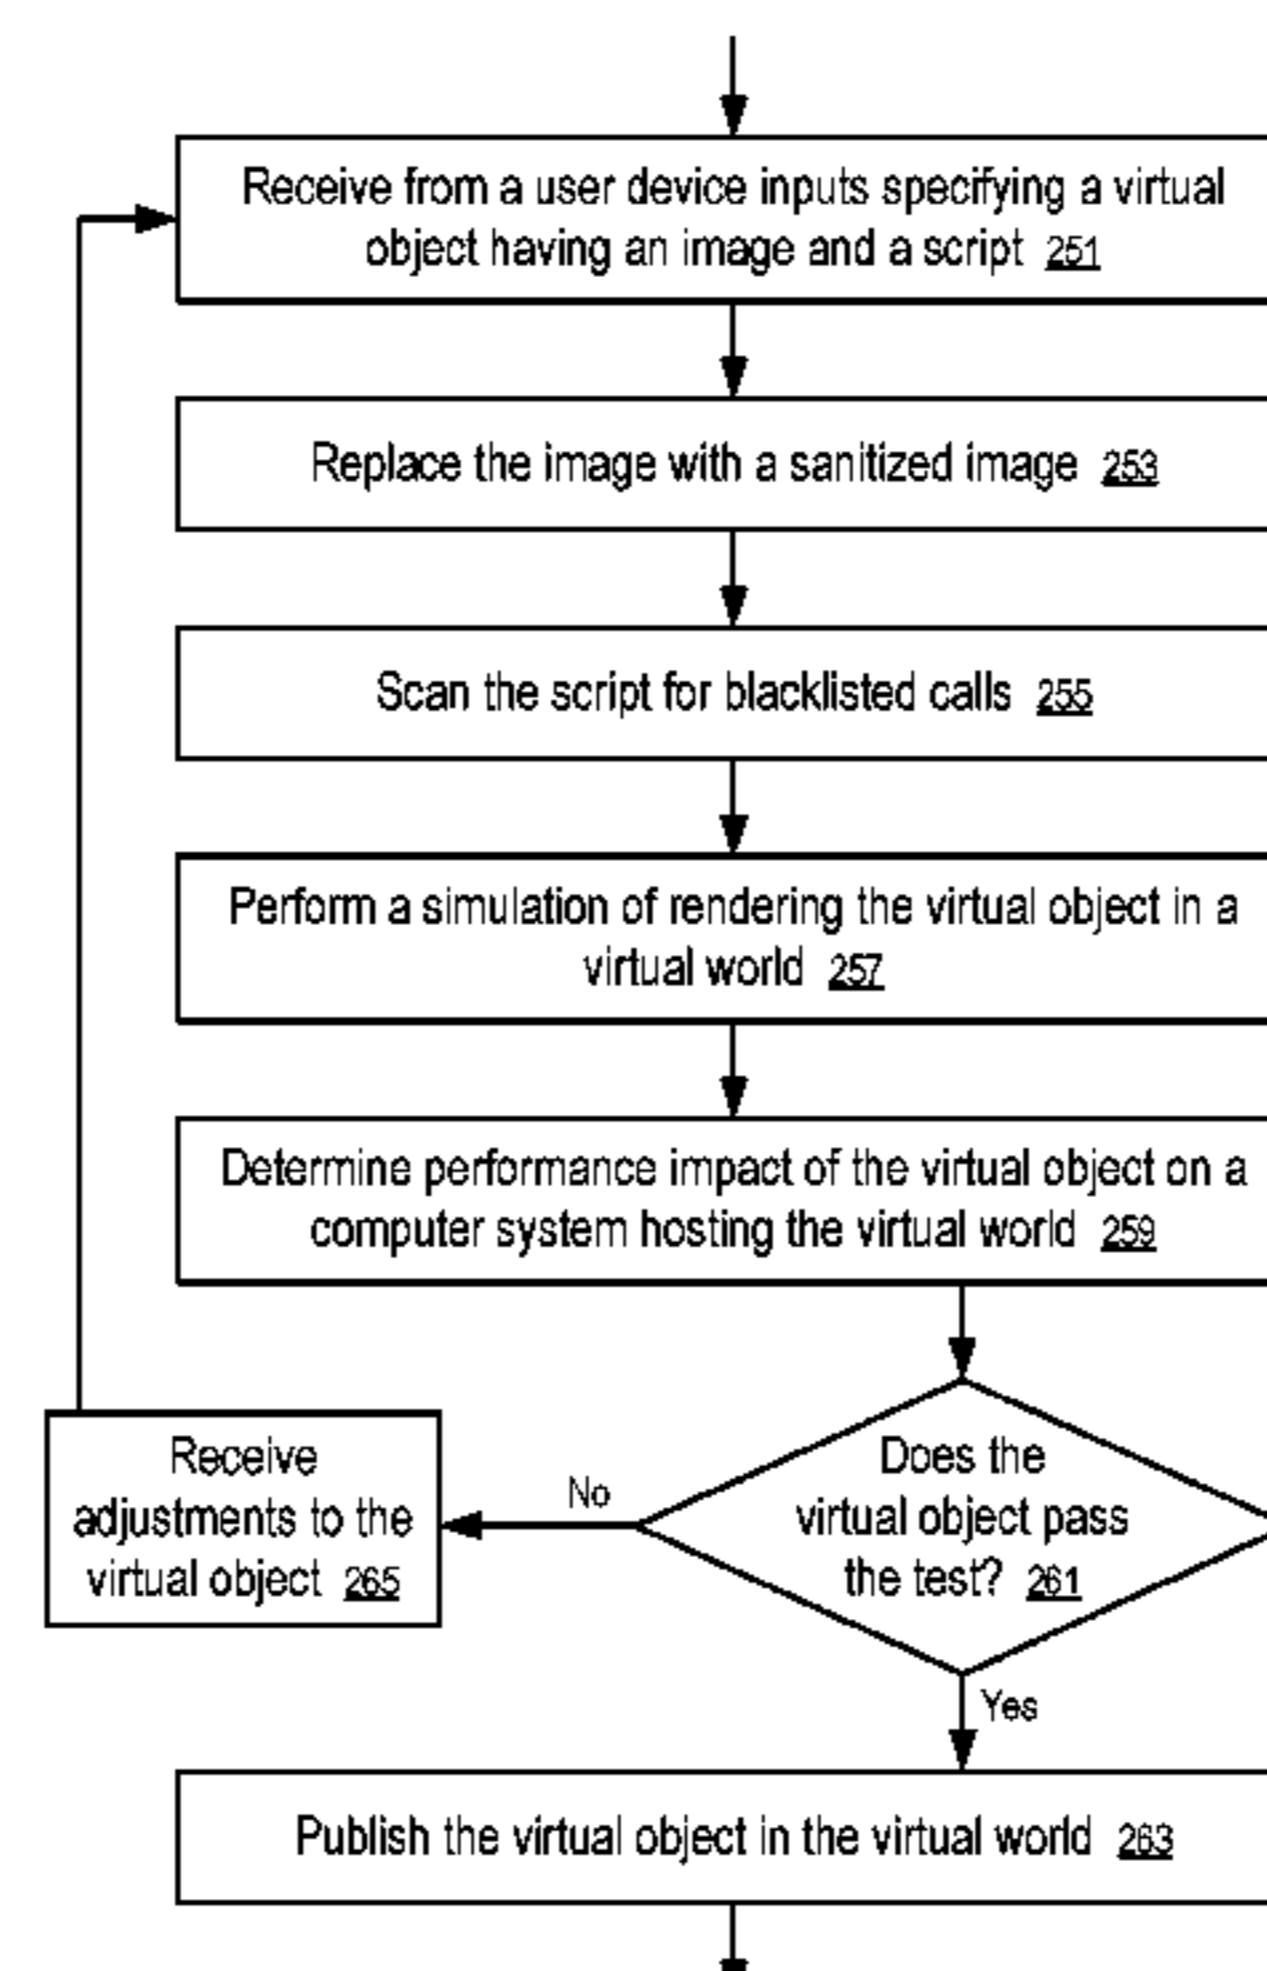 Receive from a user device inputs specifying a virtual
object having an image and a script 251
Replace the image with a sanitized image 253
Scan the script for blacklisted calls 255
Perform a simulation of rendering the virtual object in a
virtual world 257
Determine performance impact of the virtual object on a
computer system hosting the virtual world 259
Does the
virtual object pass
the test? 261
No
Receive
adjustments to the
virtual object 265
Yes
Publish the virtual object in the virtual world 263